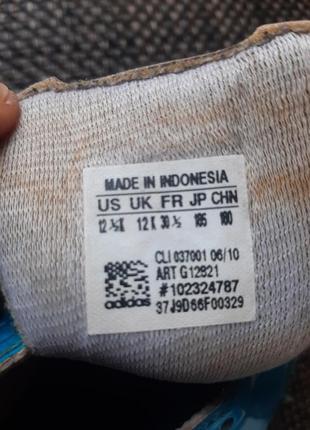 MADE IN INDONESIA
US UK FR JP CHN
12 ½K 12K 30 ½ 185 180
CLI 037001 06/10
ART G12821
#102324787
adidas
37J9D66F00329